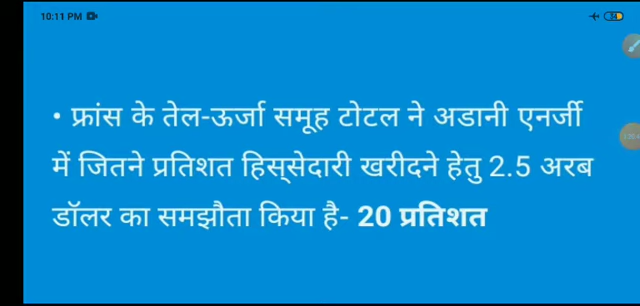 10:11 PM
54
• फ्रांस के तेल-ऊर्जा समूह टोटल ने अडानी एनर्जी
में जितने प्रतिशत हिस्सेदारी खरीदने हेतु 2.5 अरब
डॉलर का समझौता किया है- 20 प्रतिशत